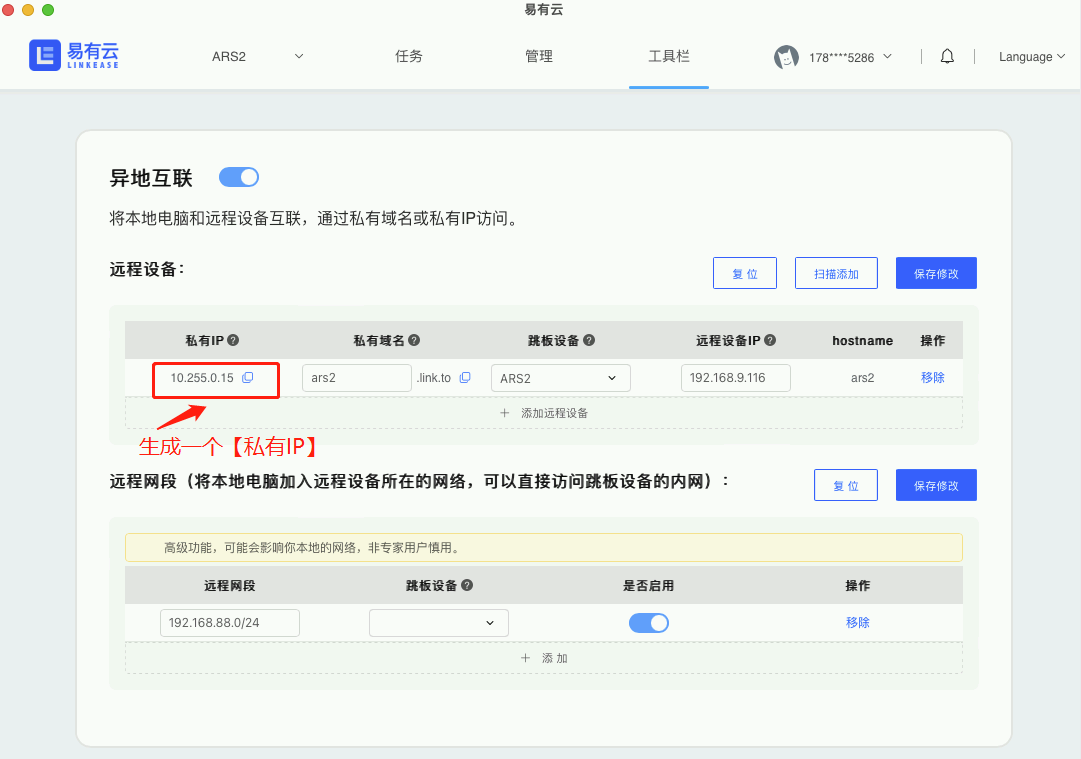 易有云
易有云
LINKEASE
ARS2
任务
管理
工具栏
178****5286
Language
异地互联
将本地电脑和远程设备互联，通过私有域名或私有IP访问。
远程设备：
复 位
扫描添加
保存修改
私有IP ?
私有域名 ?
跳板设备 ?
远程设备IP ?
hostname
操作
10.255.0.15
ars2
.link.to
ARS2
192.168.9.116
ars2
移除
+ 添加远程设备
生成一个【私有IP】
远程网段（将本地电脑加入远程设备所在的网络，可以直接访问跳板设备的内网）：
复 位
保存修改
高级功能，可能会影响你本地的网络，非专家用户慎用。
远程网段
跳板设备 ?
是否启用
操作
192.168.88.0/24
移除
+ 添 加